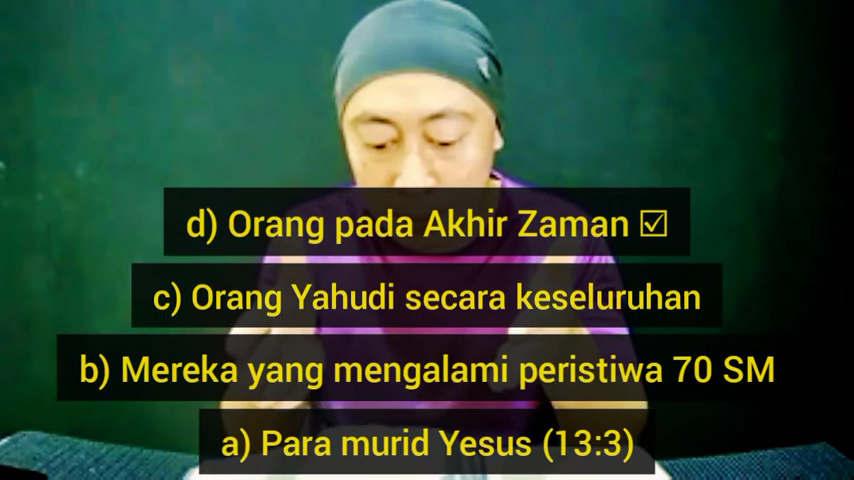 d) Orang pada Akhir Zaman ☑
c) Orang Yahudi secara keseluruhan
b) Mereka yang mengalami peristiwa 70 SM
a) Para murid Yesus (13:3)